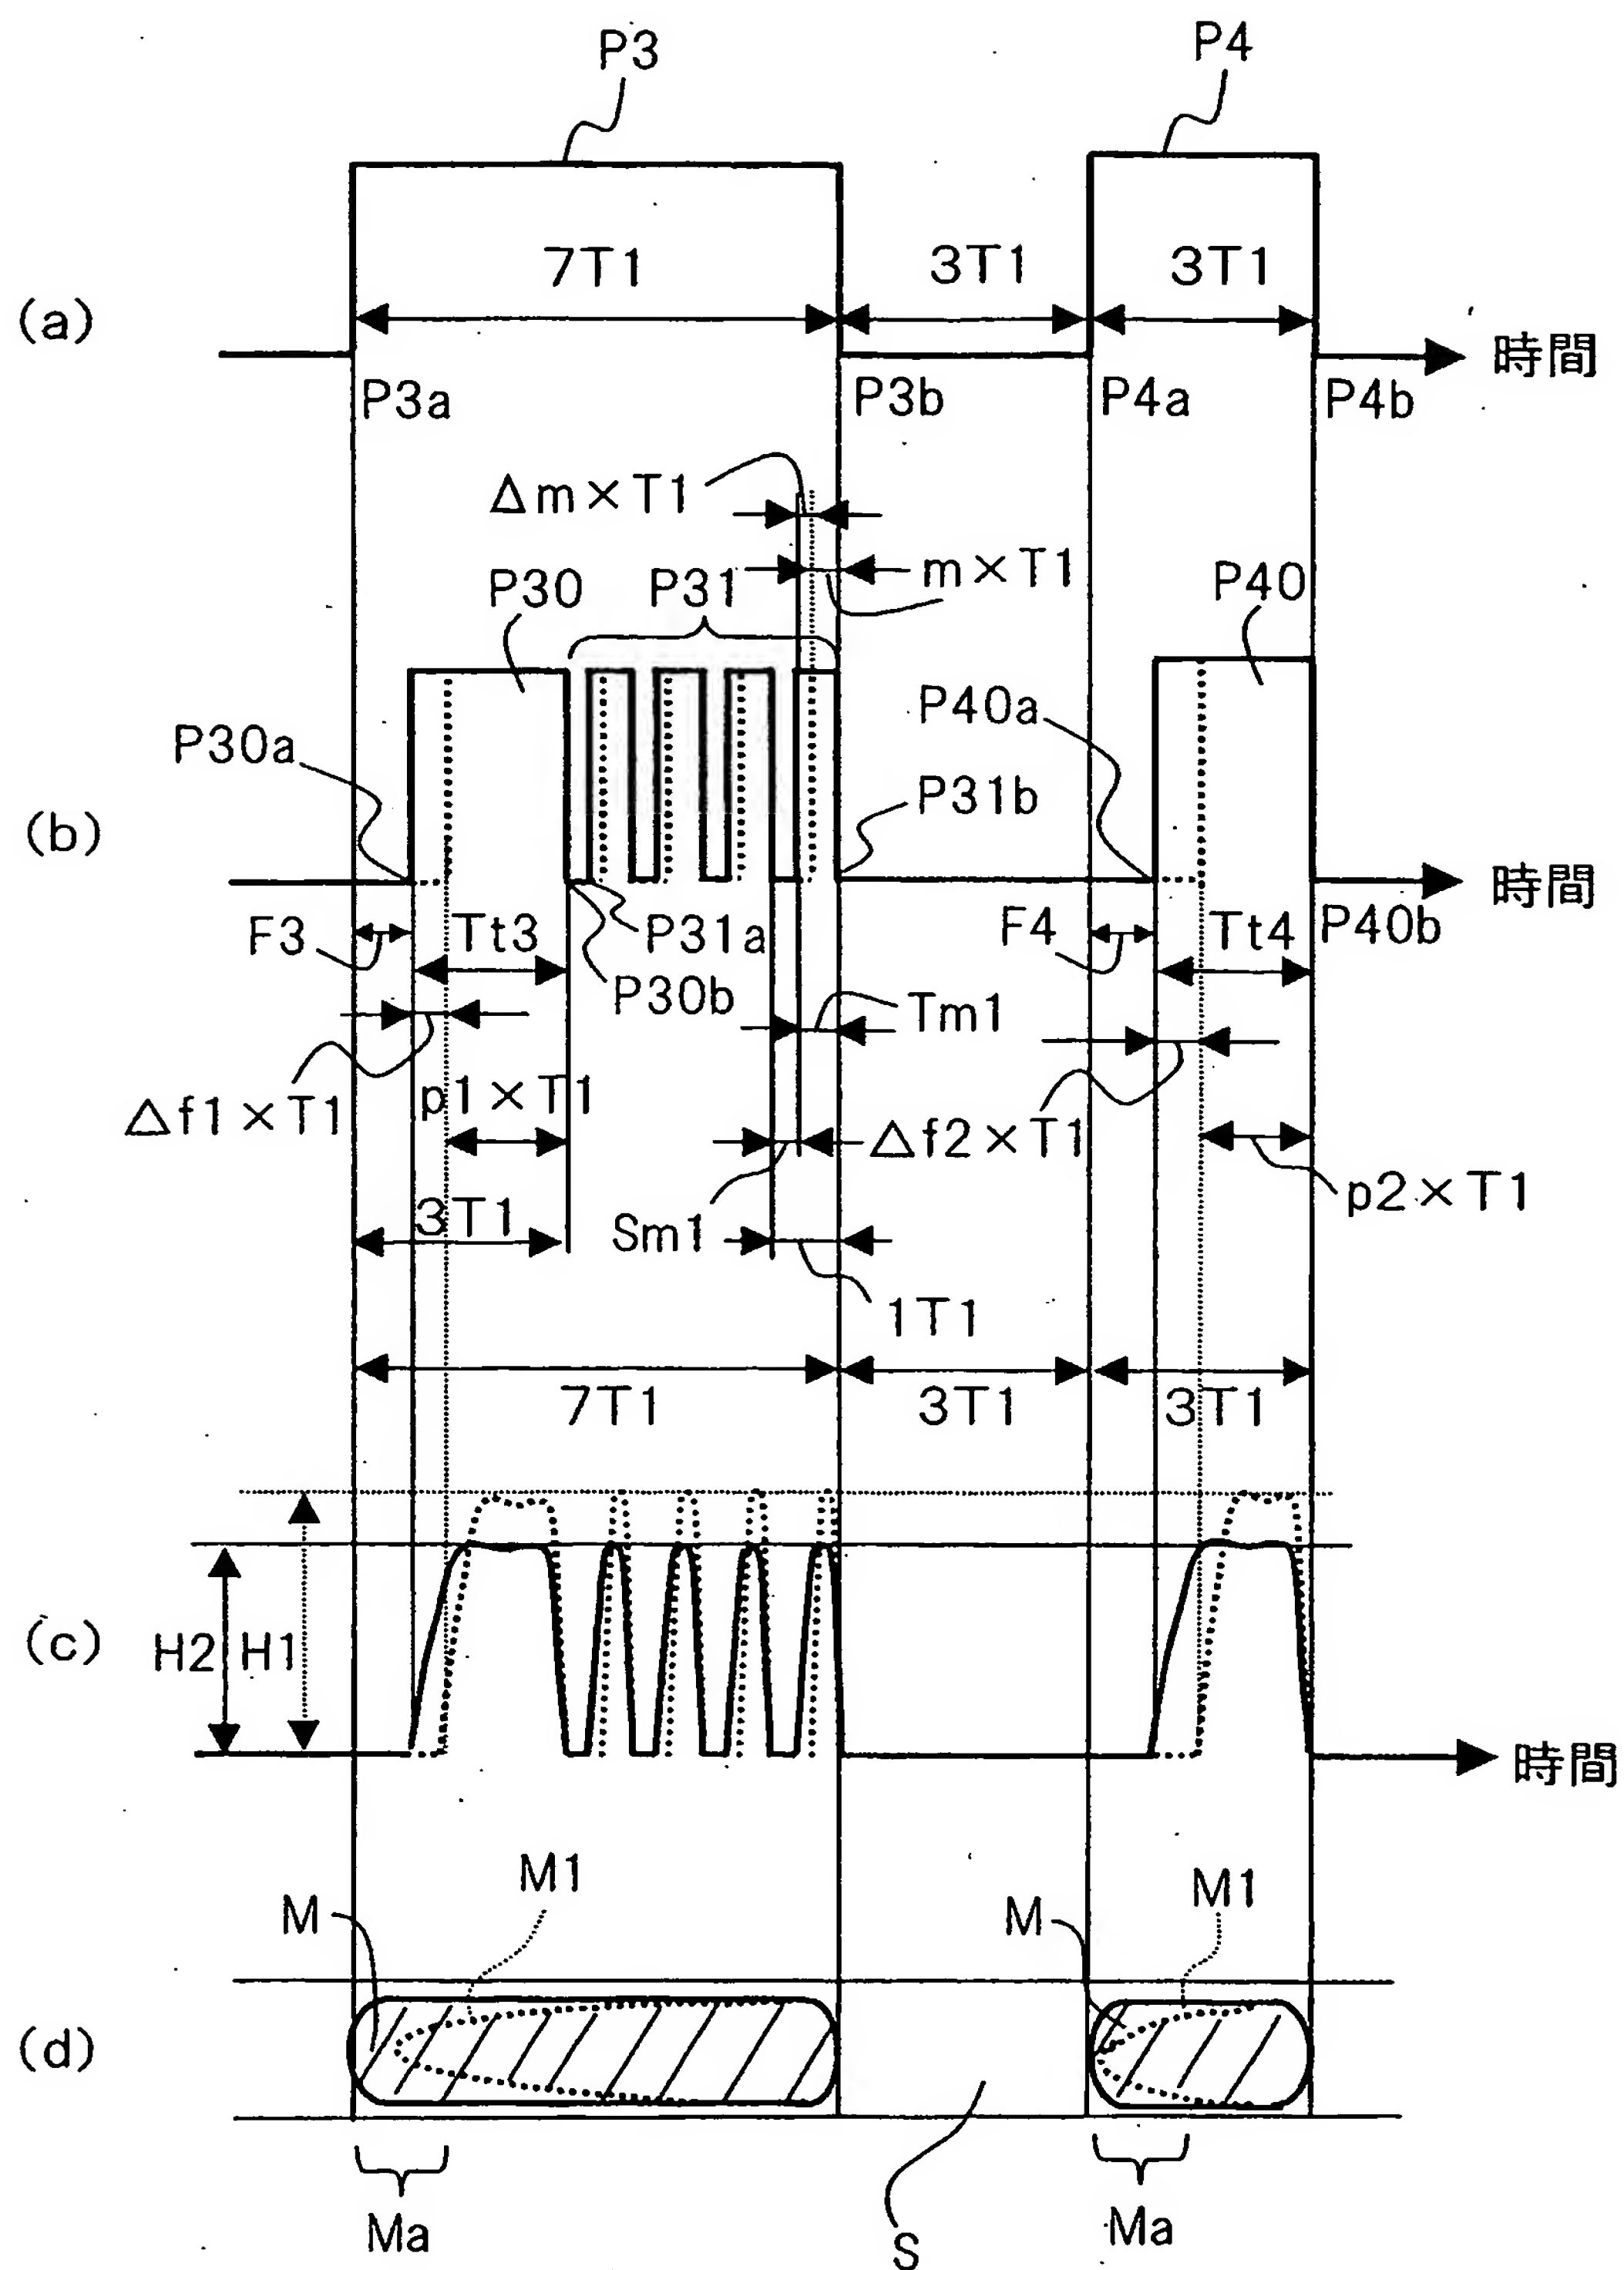 P3
P4
7T1
3T1
3T1
(a)
時間
P3a
P3b
P4a
P4b
Δm×T1
m×T1
P30
P31
P40
P40a
P30a
P31b
(b)
時間
F3
Tt3
P31a
F4
Tt4
P40b
P30b
Tm1
Δf1×T1
p1×T1
Δf2×T1
p2×T1
3T1
Sm1
1T1
7T1
3T1
3T1
(c)
H2
H1
時間
M
M1
M
M1
(d)
Ma
S
Ma